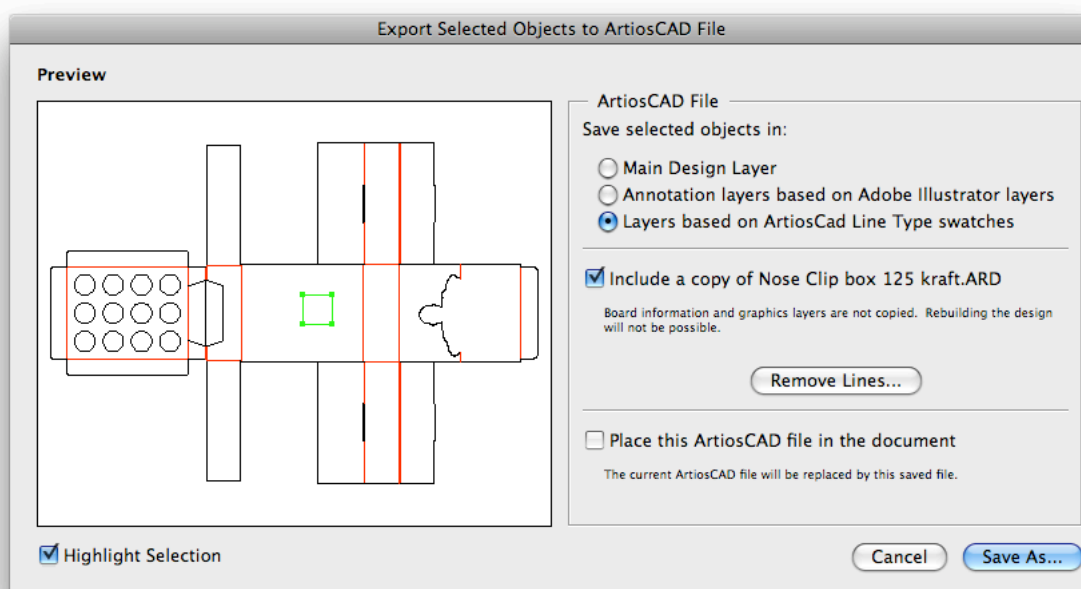 Export Selected Objects to ArtiosCAD File
Preview
ArtiosCAD File
Save selected objects in:
Main Design Layer
Annotation layers based on Adobe Illustrator layers
Layers based on ArtiosCad Line Type swatches
Include a copy of Nose Clip box 125 kraft.ARD
Board information and graphics layers are not copied. Rebuilding the design
will not be possible.
Remove Lines...
Place this ArtiosCAD file in the document
The current ArtiosCAD file will be replaced by this saved file.
Highlight Selection
Cancel
Save As...